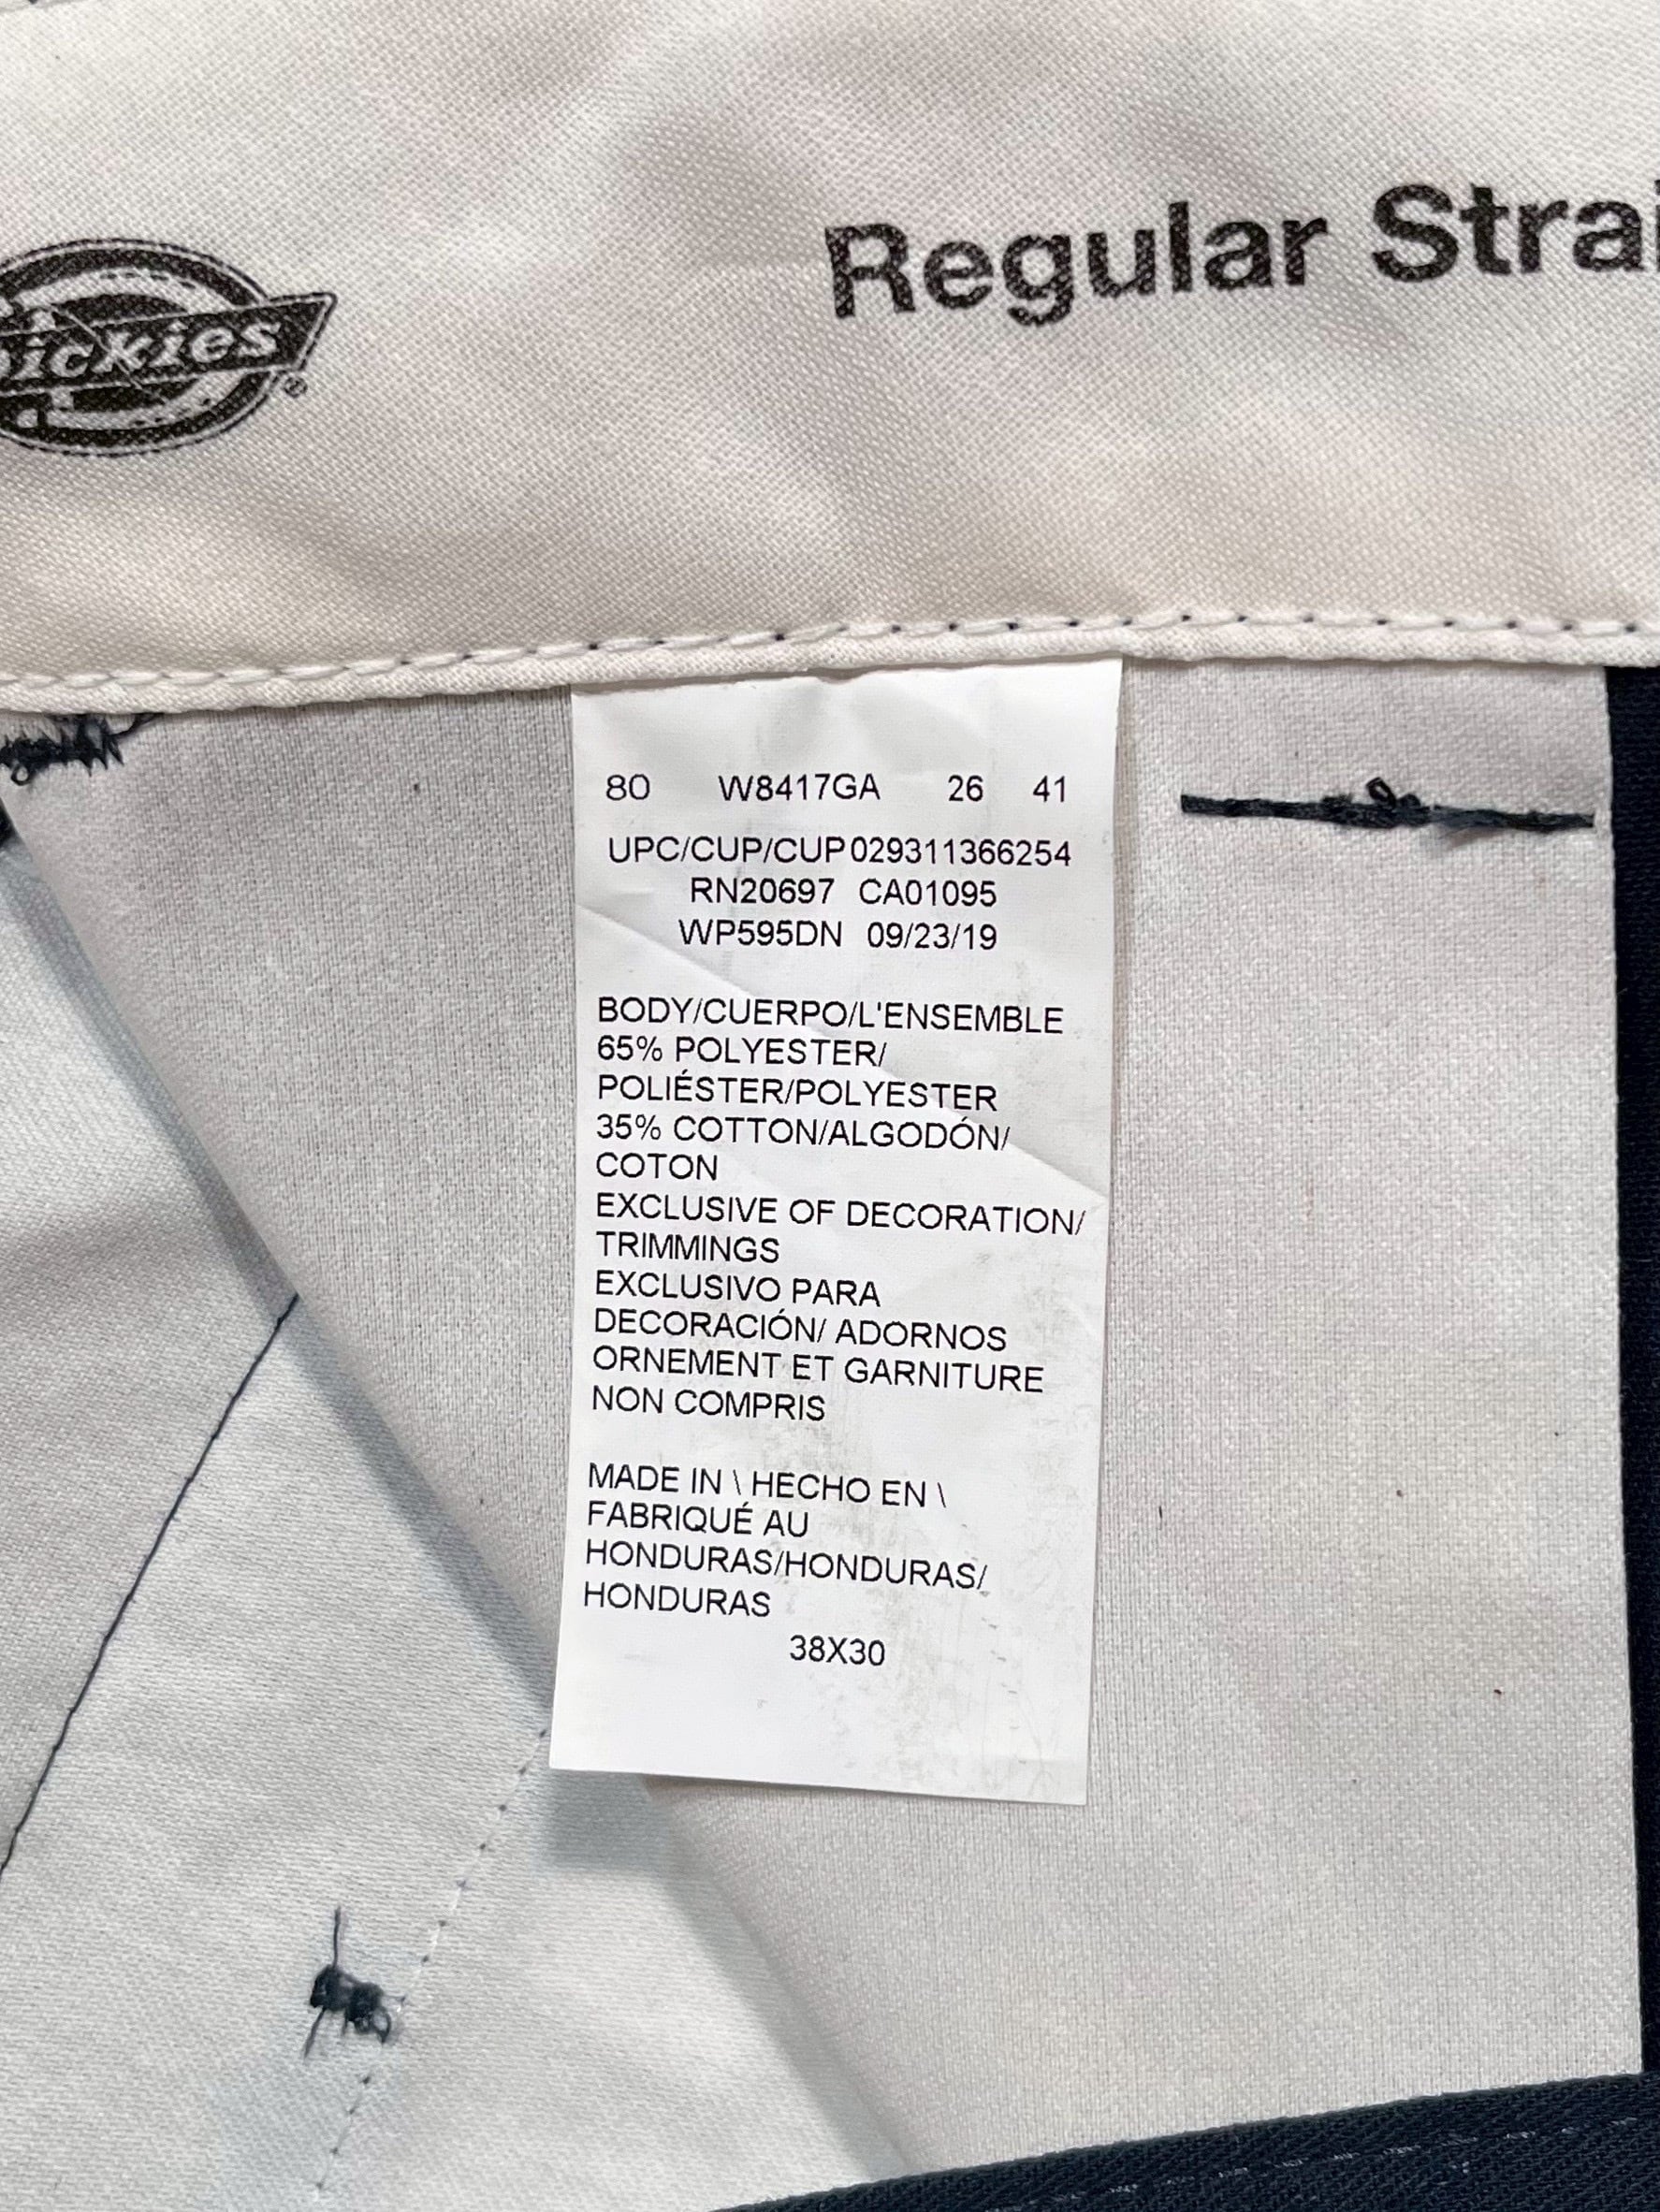 Regular Strai
Dickies®
80 W8417GA 26 41
UPC/CUP/CUP029311366254
RN20697 CA01095
WP595DN 09/23/19
BODY/CUERPO/L'ENSEMBLE
65% POLYESTER/
POLIÉSTER/POLYESTER
35% COTTON/ALGODÓN/
COTON
EXCLUSIVE OF DECORATION/
TRIMMINGS
EXCLUSIVO PARA
DECORACIÓN/ ADORNOS
ORNEMENT ET GARNITURE
NON COMPRIS
MADE IN \ HECHO EN \
FABRIQUÉ AU
HONDURAS/HONDURAS/
HONDURAS
38X30